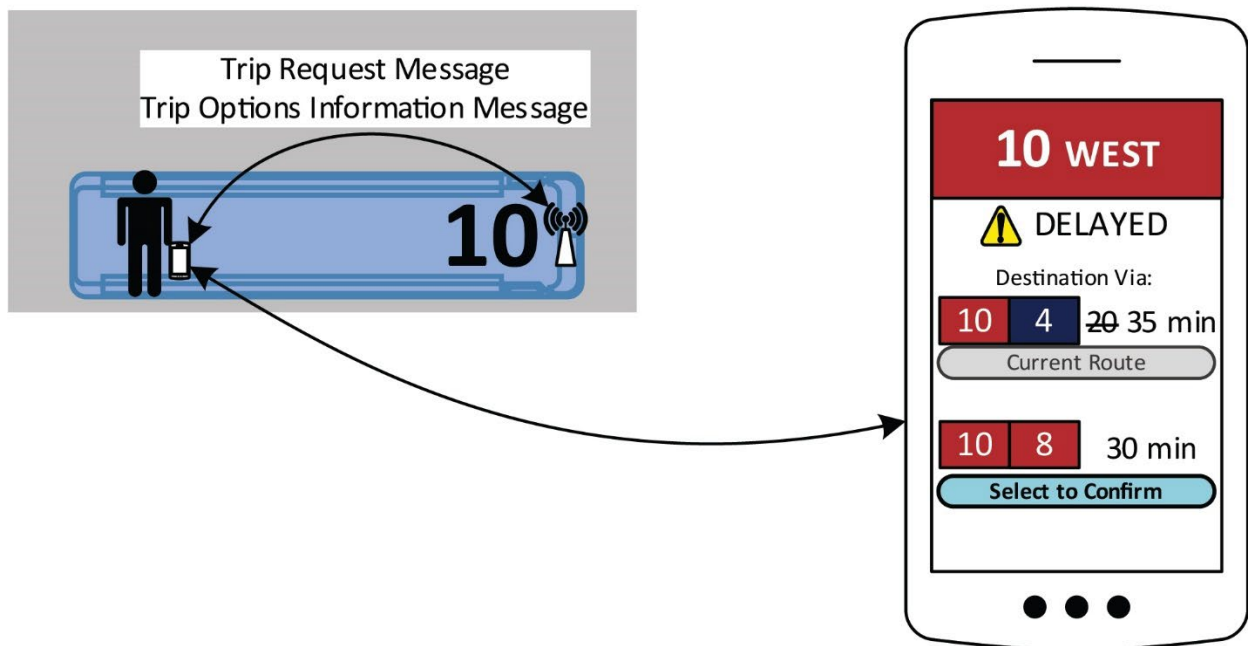 Trip Request Message
Trip Options Information Message
10
10 WEST
DELAYED
Destination Via:
10 4 20 35 min
Current Route
10 8 30 min
Select to Confirm